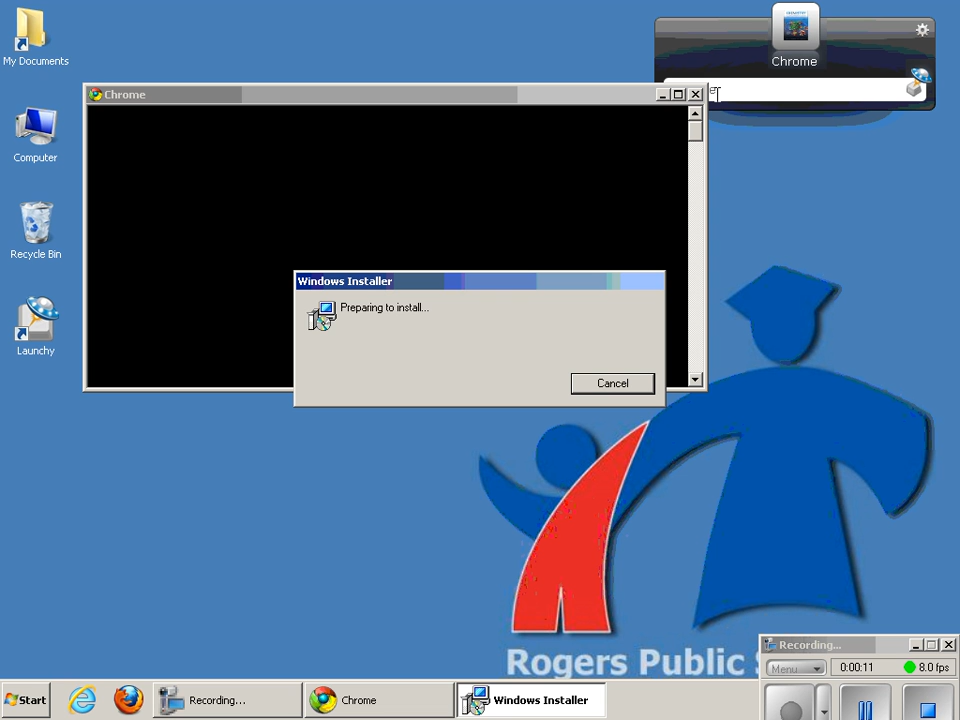 My Documents
Computer
Recycle Bin
Launchy
Chrome
Chrome
Windows Installer
Preparing to install...
Cancel
Rogers Public
Recording...
Menu
0:00:11
8.0 fps
Start
Recording...
Chrome
Windows Installer